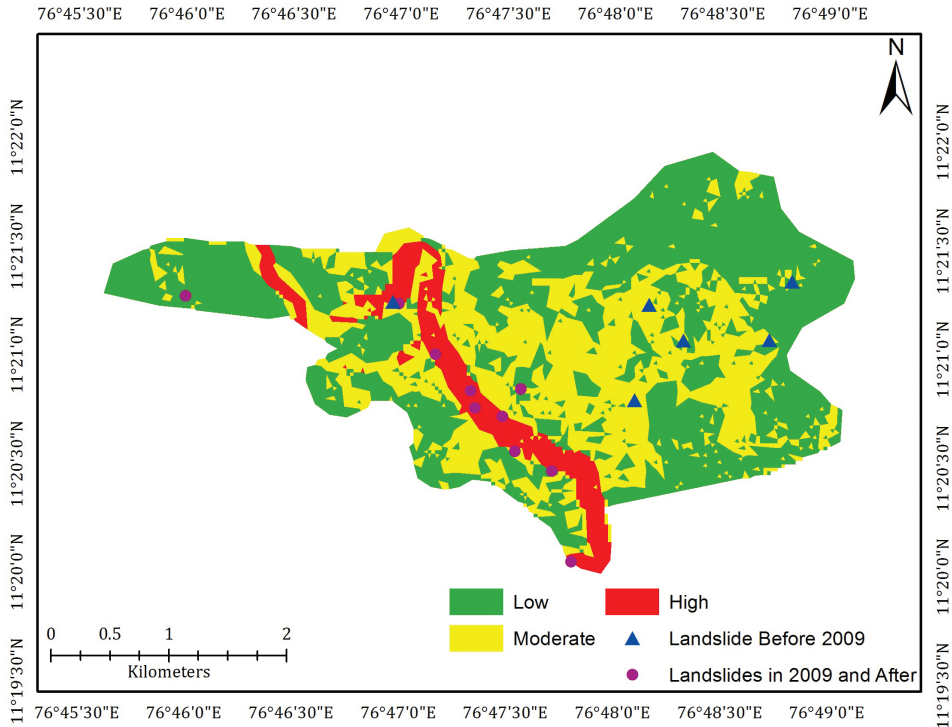 76°45'30"E 76°46'0"E 76°46'30"E 76°47'0"E 76°47'30"E 76°48'0"E 76°48'30"E 76°49'0"E
N
11°22'0"N 11°22'0"N
11°21'30"N 11°21'30"N
11°21'0"N 11°21'0"N
11°20'30"N 11°20'30"N
11°20'0"N 11°20'0"N
11°19'30"N 11°19'30"N
Low High
Moderate Landslide Before 2009
Landslides in 2009 and After
0 0.5 1 2
Kilometers
76°45'30"E 76°46'0"E 76°46'30"E 76°47'0"E 76°47'30"E 76°48'0"E 76°48'30"E 76°49'0"E